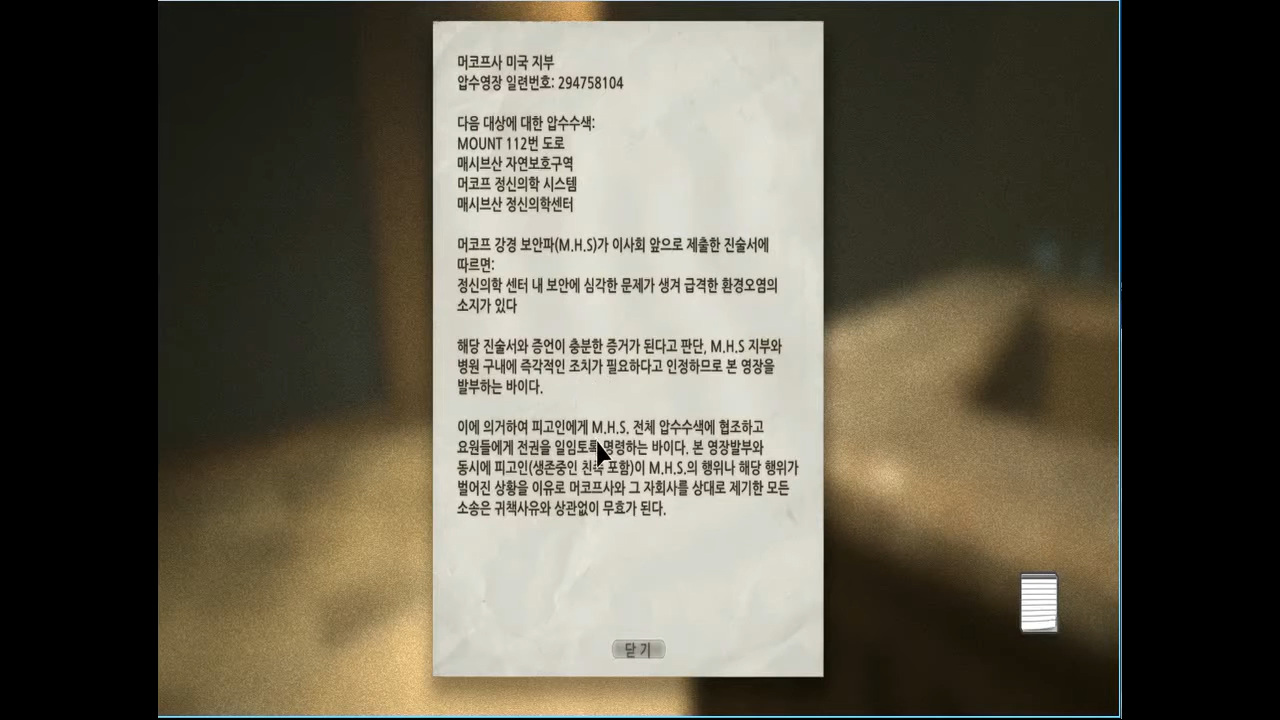 머코프사 미국 지부
압수영장 일련번호: 294758104
다음 대상에 대한 압수수색:
MOUNT 112번 도로
매시브산 자연보호구역
머코프 정신의학 시스템
매시브산 정신의학센터
머코프 강경 보안파(M.H.S)가 이사회 앞으로 제출한 진술서에
따르면:
정신의학 센터 내 보안에 심각한 문제가 생겨 급격한 환경오염의
소지가 있다
해당 진술서와 증언이 충분한 증거가 된다고 판단, M.H.S 지부와
병원 구내에 즉각적인 조치가 필요하다고 인정하므로 본 영장을
발부하는 바이다.
이에 의거하여 피고인에게 M.H.S. 전체 압수수색에 협조하고
요원들에게 전권을 일임토록 명령하는 바이다. 본 영장발부와
동시에 피고인(생존중인 친족 포함)이 M.H.S.의 행위나 해당 행위가
벌어진 상황을 이유로 머코프사와 그 자회사를 상대로 제기한 모든
소송은 귀책사유와 상관없이 무효가 된다.
닫기